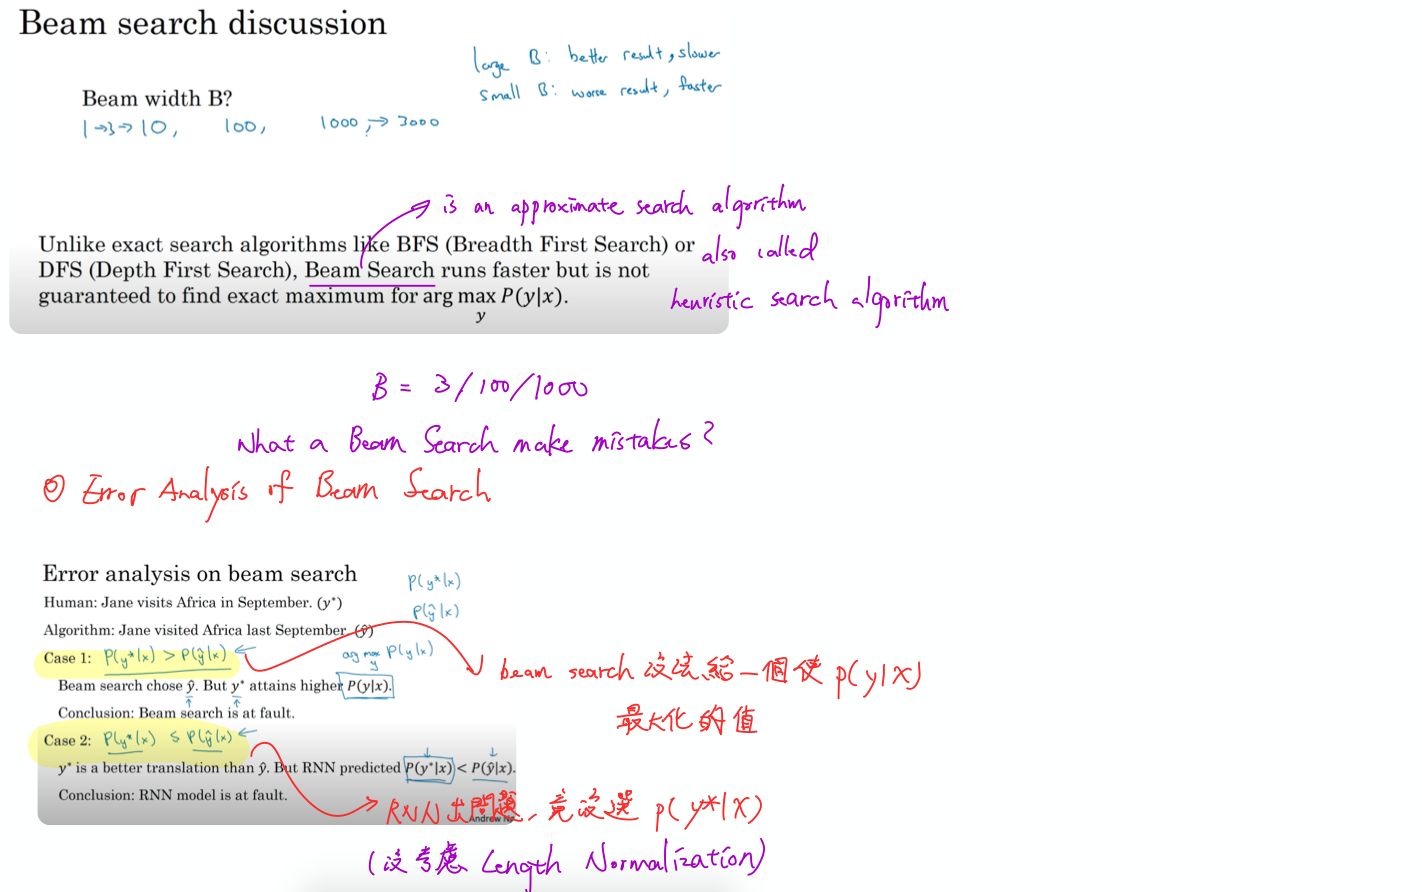 Beam search discussion
large B: better result, slower
small B: worse result, faster
Beam width B?
1→3→10, 100, 1000, → 3000
is an approximate search algorithm
Unlike exact search algorithms like BFS (Breadth First Search) or
DFS (Depth First Search), Beam Search runs faster but is not
guaranteed to find exact maximum for arg max P(y|x).
y
also called
heuristic search algorithm
B = 3/100/1000
What a Beam Search make mistakes?
Error Analysis of Beam Search
Error analysis on beam search
P(y*|x)
Human: Jane visits Africa in September. (y*)
P(ŷ|x)
Algorithm: Jane visited Africa last September. (ŷ)
Case 1: P(y*|x) > P(ŷ|x) ←
arg max P(y|x)
y
Beam search chose ŷ. But y* attains higher P(y|x).
Conclusion: Beam search is at fault.
beam search 沒法給一個使 p(y|x)
最大化的值
Case 2: P(y*|x) ≤ P(ŷ|x) ←
y* is a better translation than ŷ. But RNN predicted P(y*|x) < P(ŷ|x).
Conclusion: RNN model is at fault.
RNN出問題, 竟沒選 p(y*|x)
Andrew Ng
(沒考慮 Length Normalization)